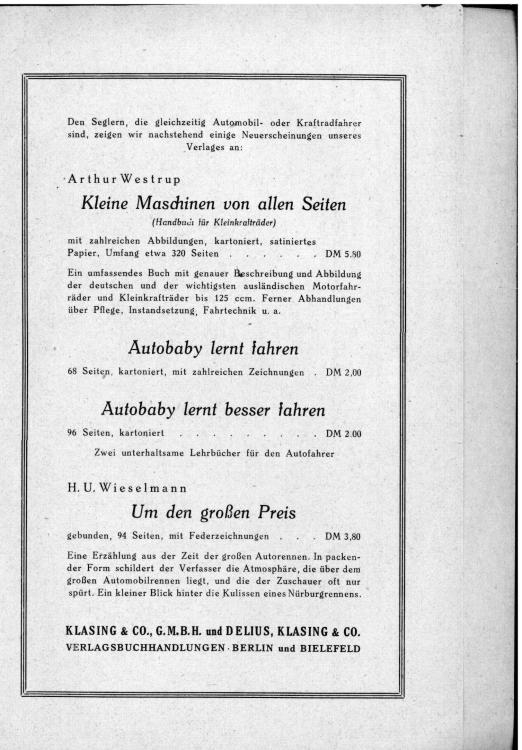 Den Seglern, die gleichzeitig Automobil- oder Kraftradfahrer
sind, zeigen wir nachstehend einige Neuerscheinungen unseres
Verlages an:
Arthur Westrup
Kleine Maschinen von allen Seiten
(Handbuch für Kleinkrafträder)
mit zahlreichen Abbildungen, kartoniert, satiniertes
Papier, Umfang etwa 320 Seiten . . . . . . DM 5.80
Ein umfassendes Buch mit genauer Beschreibung und Abbildung
der deutschen und der wichtigsten ausländischen Motorfahr-
räder und Kleinkrafträder bis 125 ccm. Ferner Abhandlungen
über Pflege, Instandsetzung, Fahrtechnik u. a.
Autobaby lernt fahren
68 Seiten, kartoniert, mit zahlreichen Zeichnungen . DM 2,00
Autobaby lernt besser fahren
96 Seiten, kartoniert . . . . . . . . . DM 2.00
Zwei unterhaltsame Lehrbücher für den Autofahrer
H. U. Wieselmann
Um den großen Preis
gebunden, 94 Seiten, mit Federzeichnungen . . . DM 3,80
Eine Erzählung aus der Zeit der großen Autorennen. In packen-
der Form schildert der Verfasser die Atmosphäre, die über dem
großen Automobilrennen liegt, und die der Zuschauer oft nur
spürt. Ein kleiner Blick hinter die Kulissen eines Nürburgrennens.
KLASING & CO., G.M.B.H. und DELIUS, KLASING & CO.
VERLAGSBUCHHANDLUNGEN · BERLIN und BIELEFELD